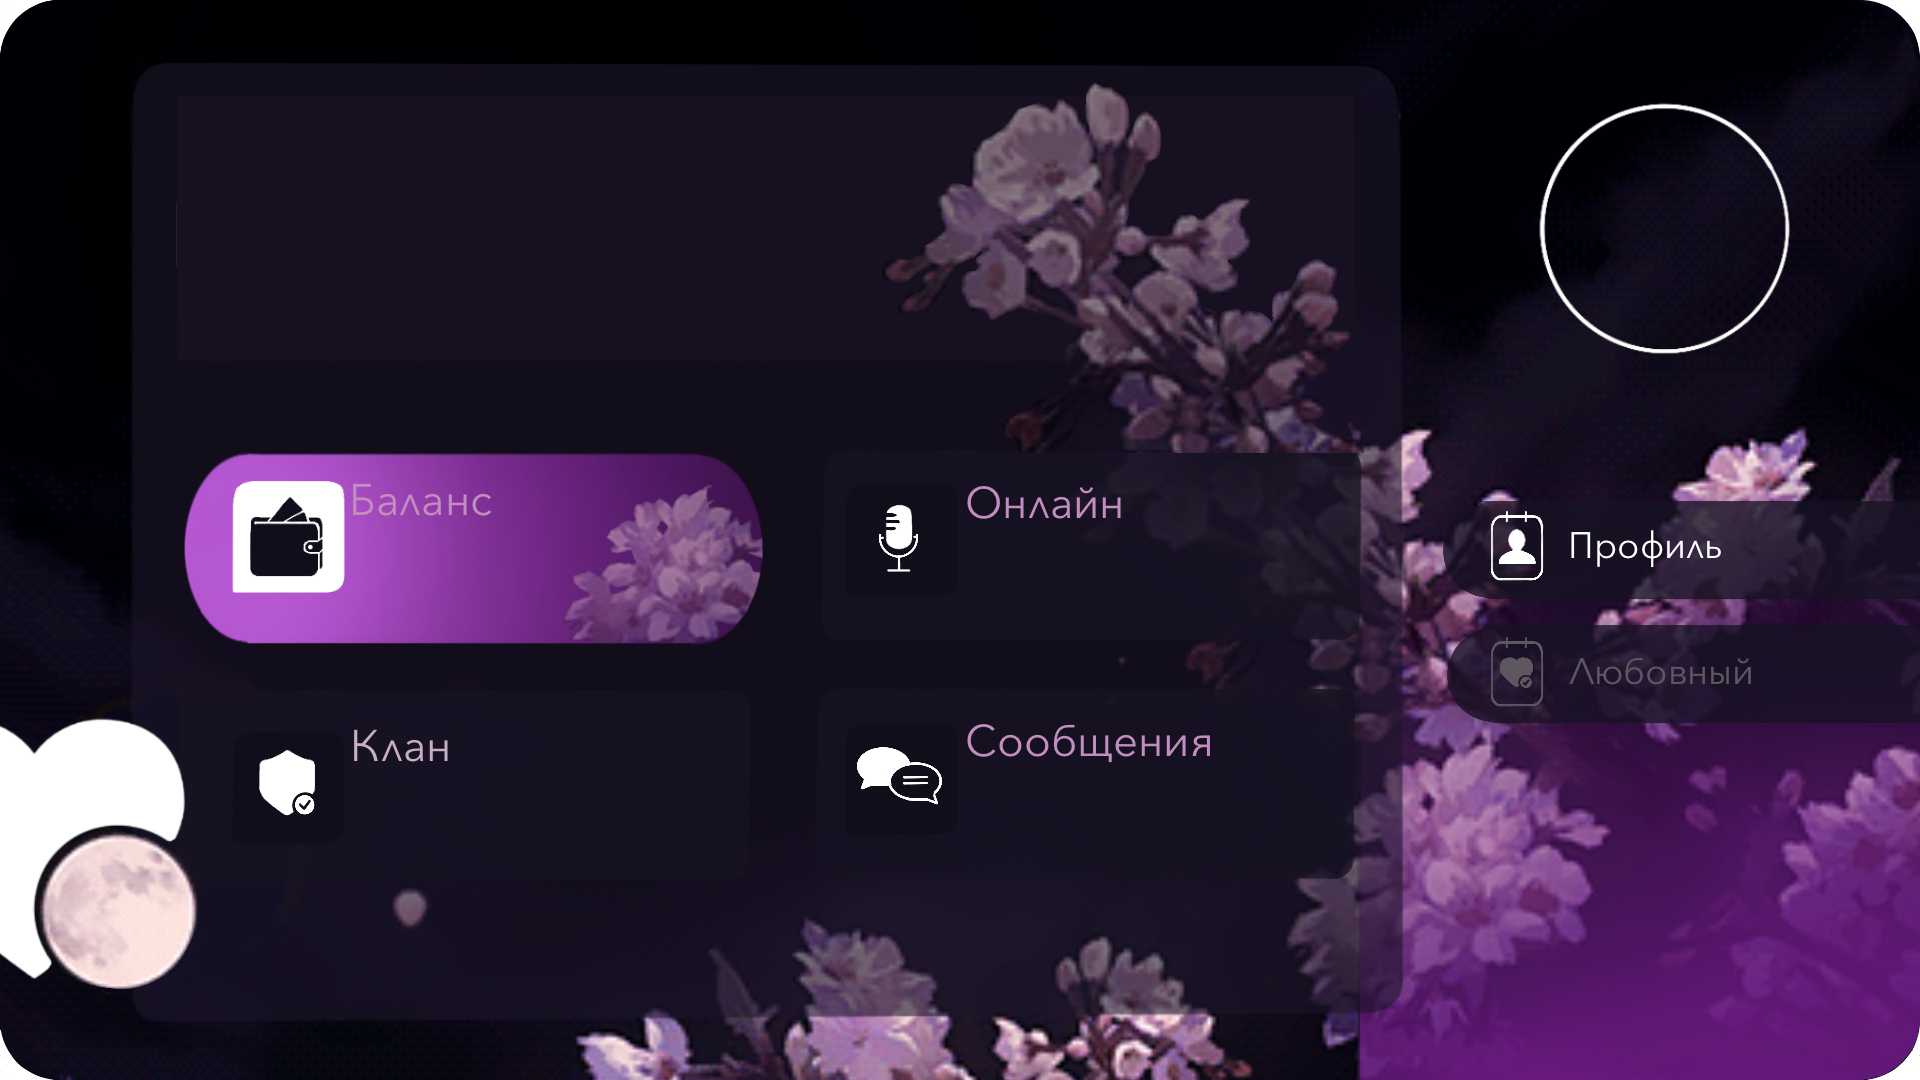 Баланс
Онлайн
Профиль
Любовный
Клан
Сообщения